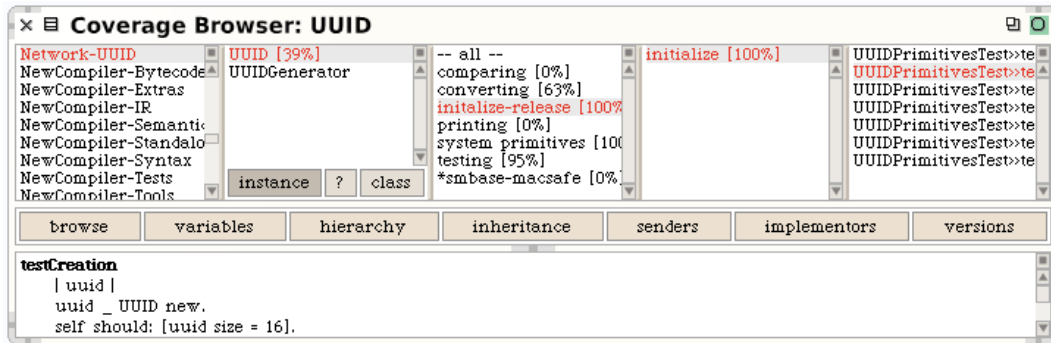 Coverage Browser: UUID
Network-UUID
NewCompiler-Bytecode
NewCompiler-Extras
NewCompiler-IR
NewCompiler-Semantic
NewCompiler-Standalo
NewCompiler-Syntax
NewCompiler-Tests
NewCompiler-Tools
UUID [39%]
UUIDGenerator
instance
?
class
-- all --
comparing [0%]
converting [63%]
initalize-release [100%
printing [0%]
system primitives [100
testing [95%]
*smbase-macsafe [0%]
initialize [100%]
UUIDPrimitivesTest>>te
UUIDPrimitivesTest>>te
UUIDPrimitivesTest>>te
UUIDPrimitivesTest>>te
UUIDPrimitivesTest>>te
UUIDPrimitivesTest>>te
UUIDPrimitivesTest>>te
browse
variables
hierarchy
inheritance
senders
implementors
versions
testCreation
| uuid |
uuid _ UUID new.
self should: [uuid size = 16].